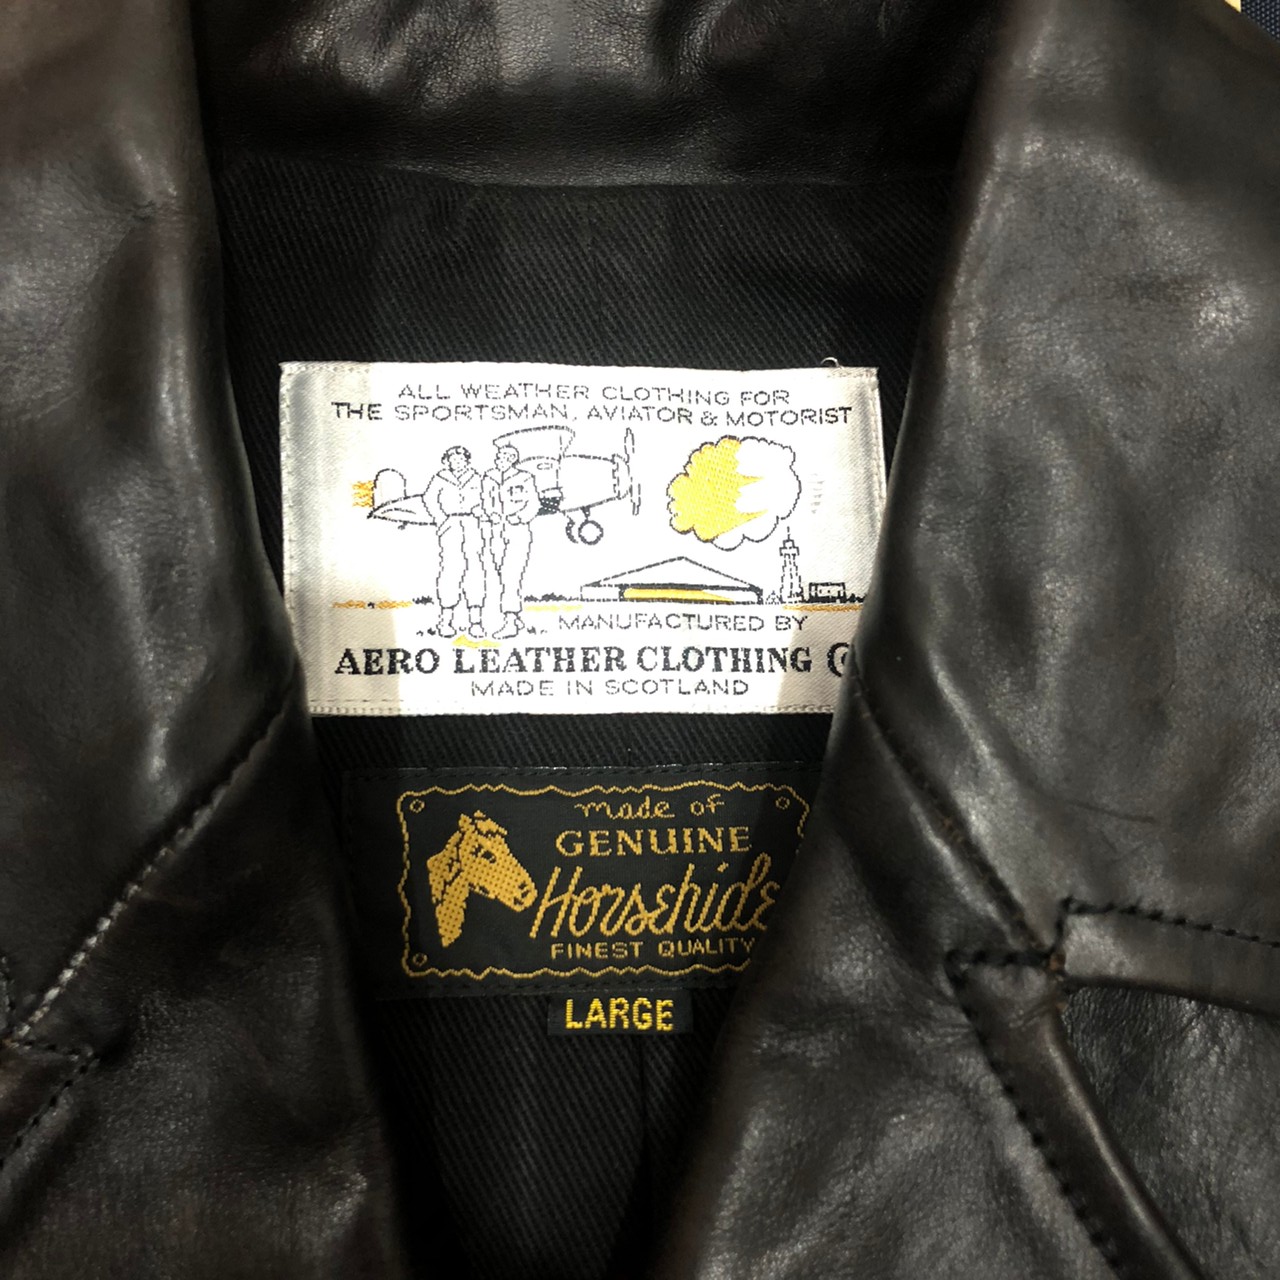 ALL WEATHER CLOTHING FOR
THE SPORTSMAN, AVIATOR & MOTORIST
MANUFACTURED BY
AERO LEATHER CLOTHING
MADE IN SCOTLAND
made of
GENUINE
Horsehide
FINEST QUALITY
LARGE